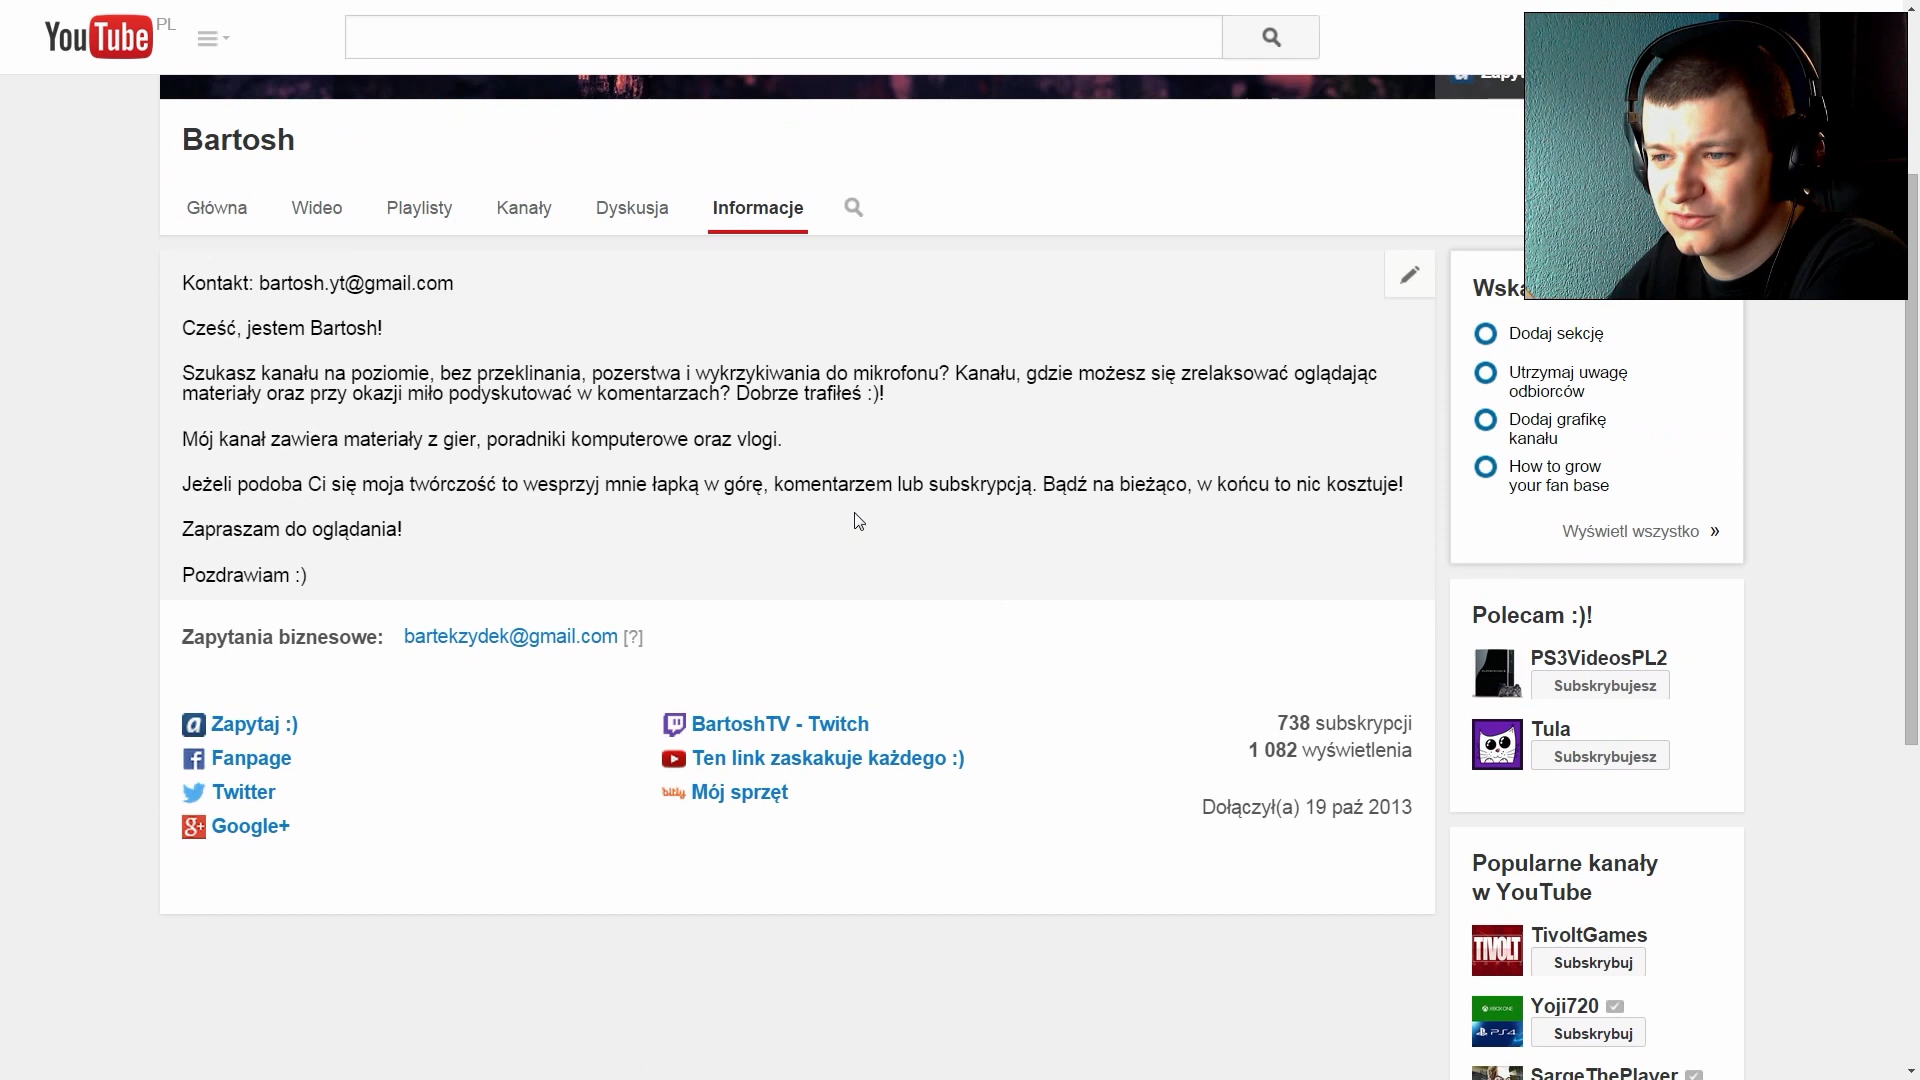 YouTube PL
Bartosh
Główna Wideo Playlisty Kanały Dyskusja Informacje
Kontakt: bartosh.yt@gmail.com
Cześć, jestem Bartosh!
Szukasz kanału na poziomie, bez przeklinania, pozerstwa i wykrzykiwania do mikrofonu? Kanału, gdzie możesz się zrelaksować oglądając
materiały oraz przy okazji miło podyskutować w komentarzach? Dobrze trafiłeś :)!
Mój kanał zawiera materiały z gier, poradniki komputerowe oraz vlogi.
Jeżeli podoba Ci się moja twórczość to wesprzyj mnie łapką w górę, komentarzem lub subskrypcją. Bądź na bieżąco, w końcu to nic kosztuje!
Zapraszam do oglądania!
Pozdrawiam :)
Zapytania biznesowe: bartekzydek@gmail.com [?]
Zapytaj :)
Fanpage
Twitter
Google+
BartoshTV - Twitch
Ten link zaskakuje każdego :)
bitly Mój sprzęt
738 subskrypcji
1 082 wyświetlenia
Dołączył(a) 19 paź 2013
Dodaj sekcję
Utrzymaj uwagę
odbiorców
Dodaj grafikę
kanału
How to grow
your fan base
Wyświetl wszystko »
Polecam :)!
PS3VideosPL2
Subskrybujesz
Tula
Subskrybujesz
Popularne kanały
w YouTube
TIVOLT
TivoltGames
Subskrybuj
XBOX ONE
PS4
Yoji720
Subskrybuj
SargeThePlayer